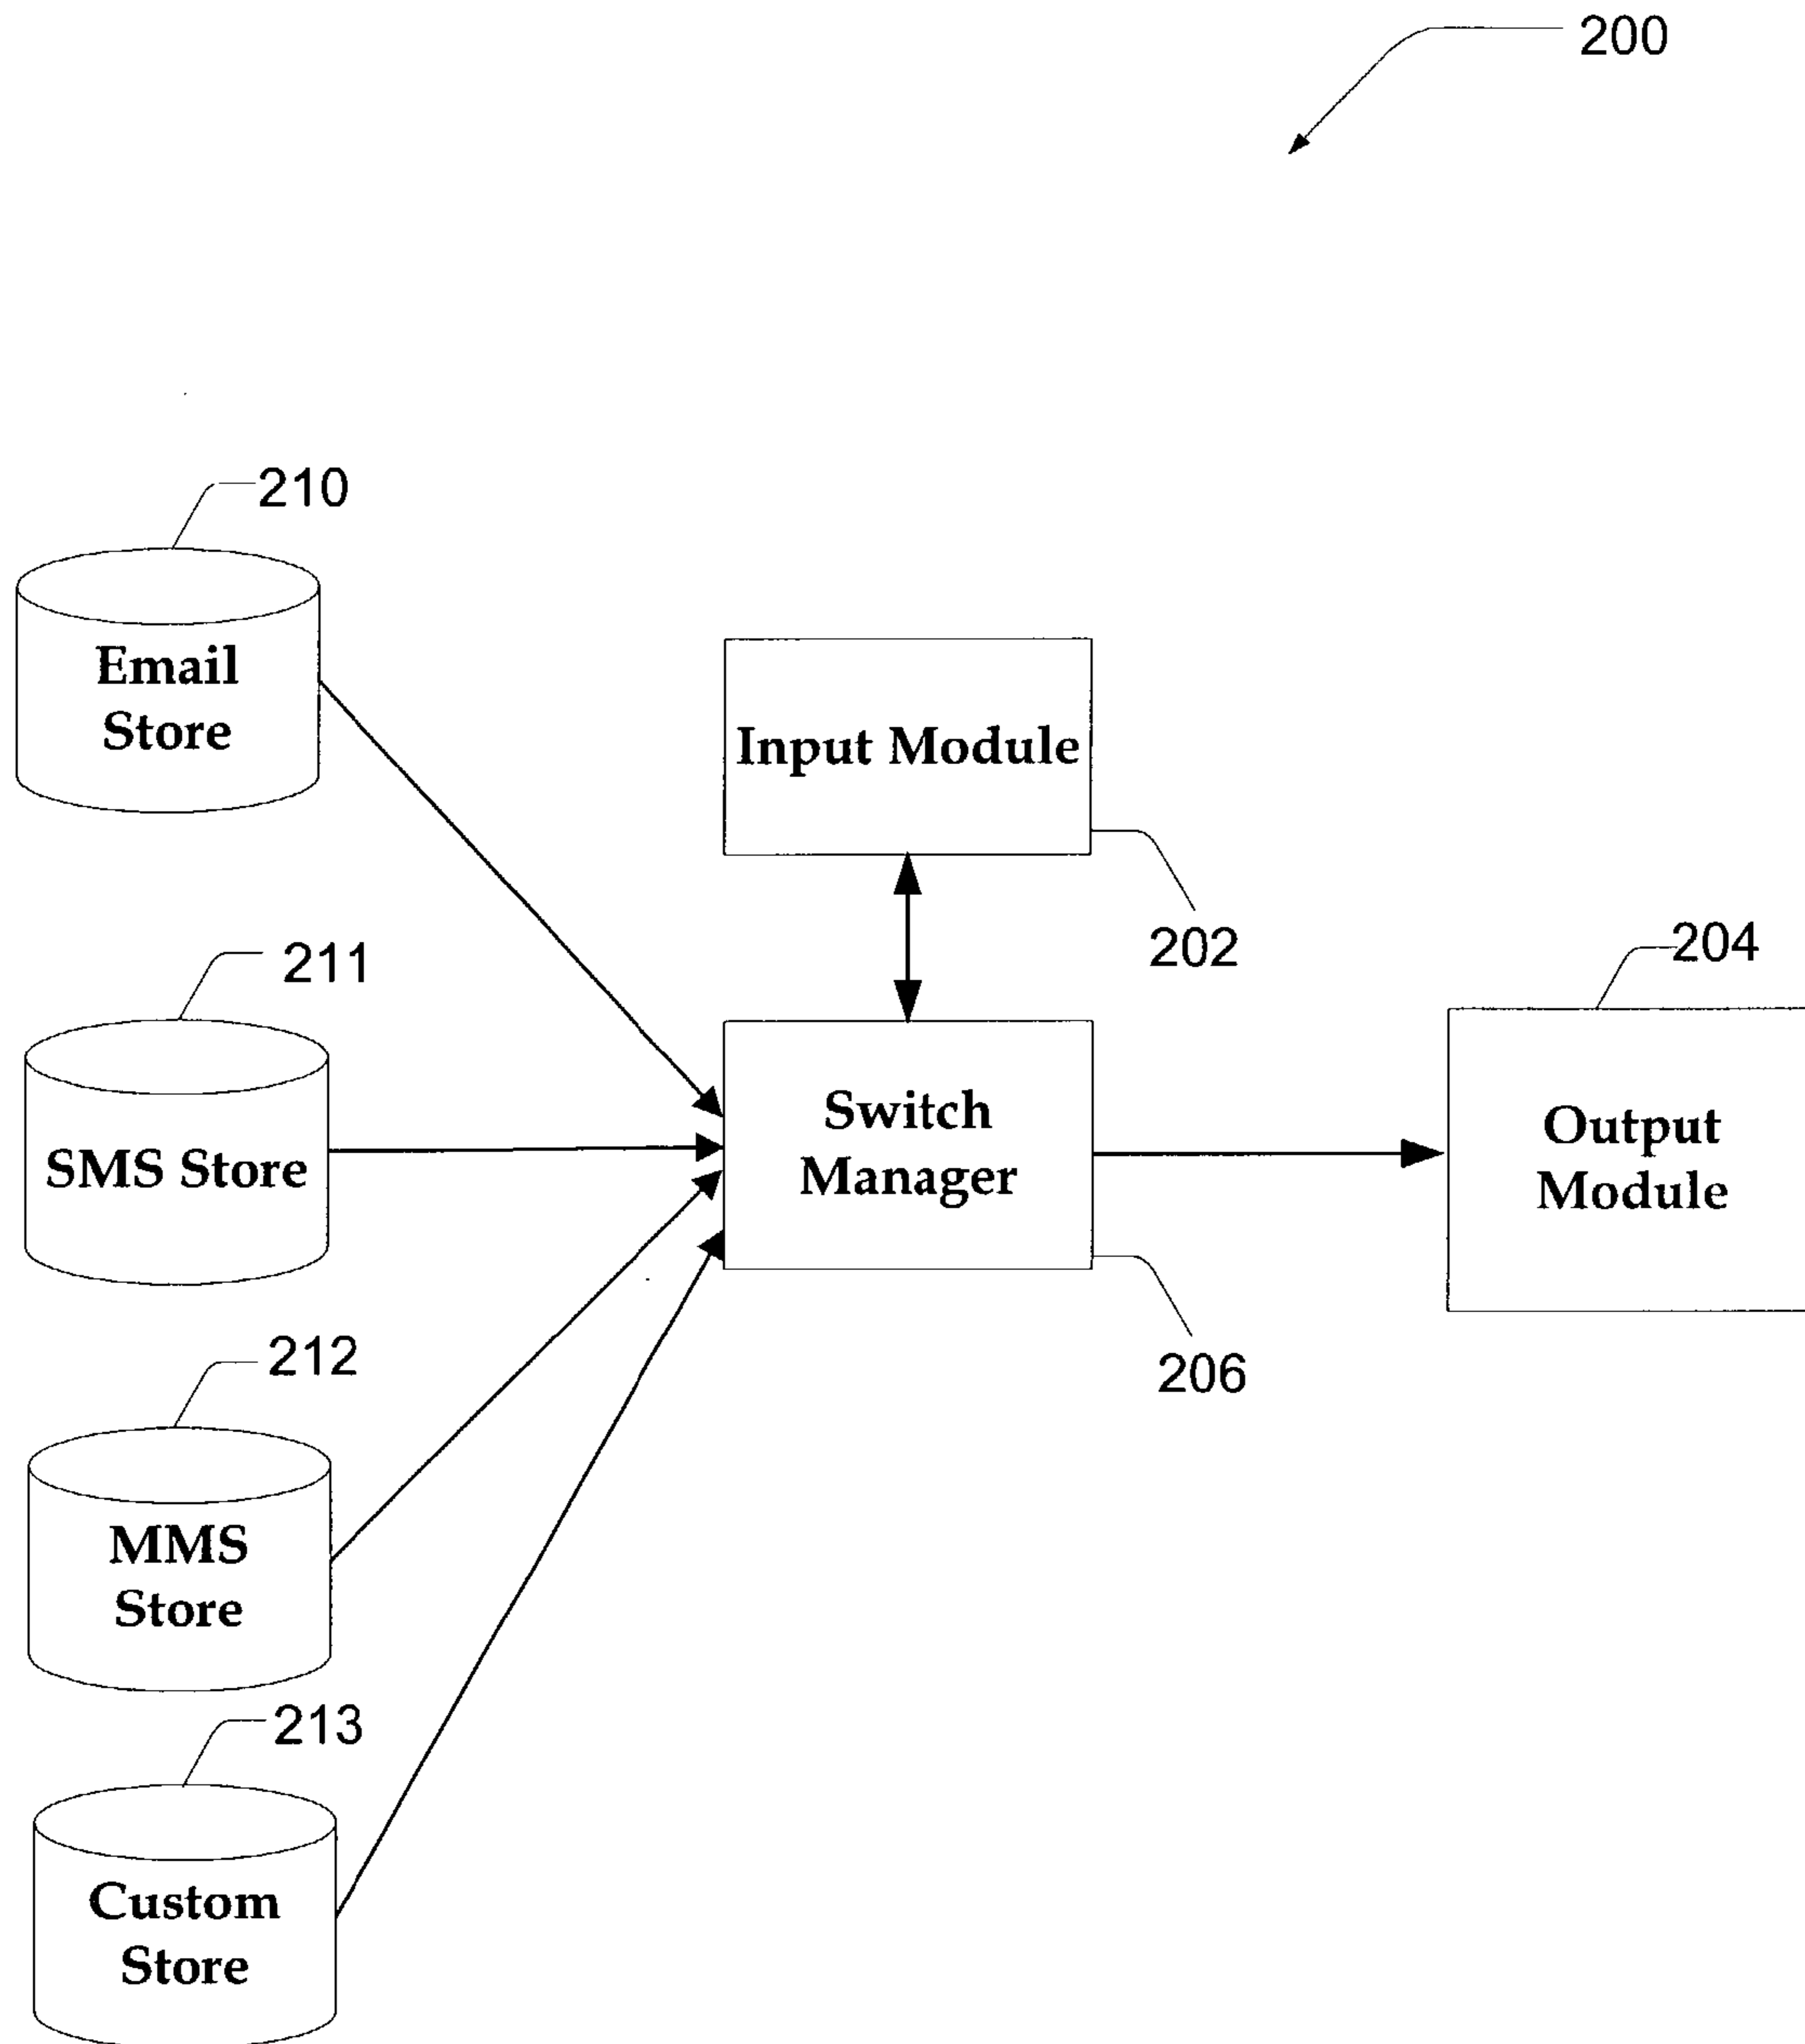 200
210
Email
Store
Input Module
202
211
SMS Store
204
Switch
Manager
Output
Module
206
212
MMS
Store
213
Custom
Store